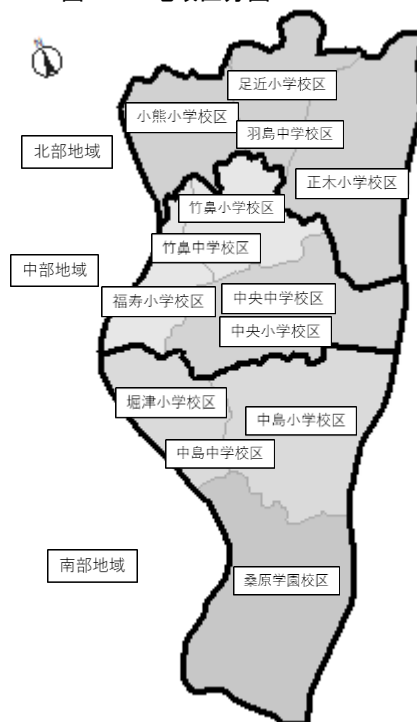 足近小学校区
小熊小学校区
羽島中学校区
北部地域
正木小学校区
竹鼻小学校区
竹鼻中学校区
中部地域
福寿小学校区
中央中学校区
中央小学校区
堀津小学校区
中島小学校区
中島中学校区
南部地域
桑原学園校区